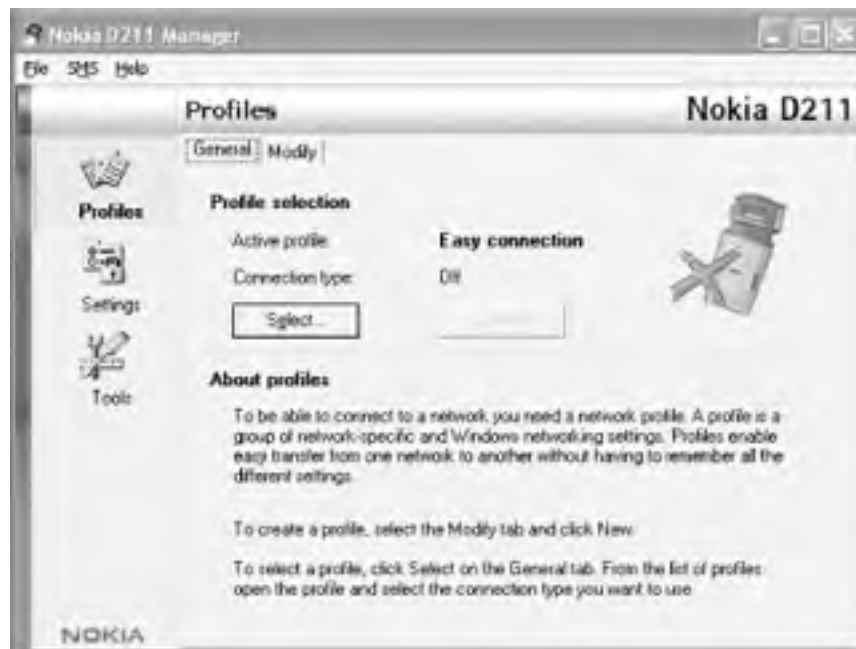 Nokia D211 Manager
File SMS Help
Profiles Nokia D211
General Modify
Profiles
Settings
Tools
Profile selection
Active profile: Easy connection
Connection type: Off
Select...
About profiles
To be able to connect to a network you need a network profile. A profile is a
group of network-specific and Windows networking settings. Profiles enable
easy transfer from one network to another without having to remember all the
different settings.
To create a profile, select the Modify tab and click New.
To select a profile, click Select on the General tab. From the list of profiles
open the profile and select the connection type you want to use.
NOKIA